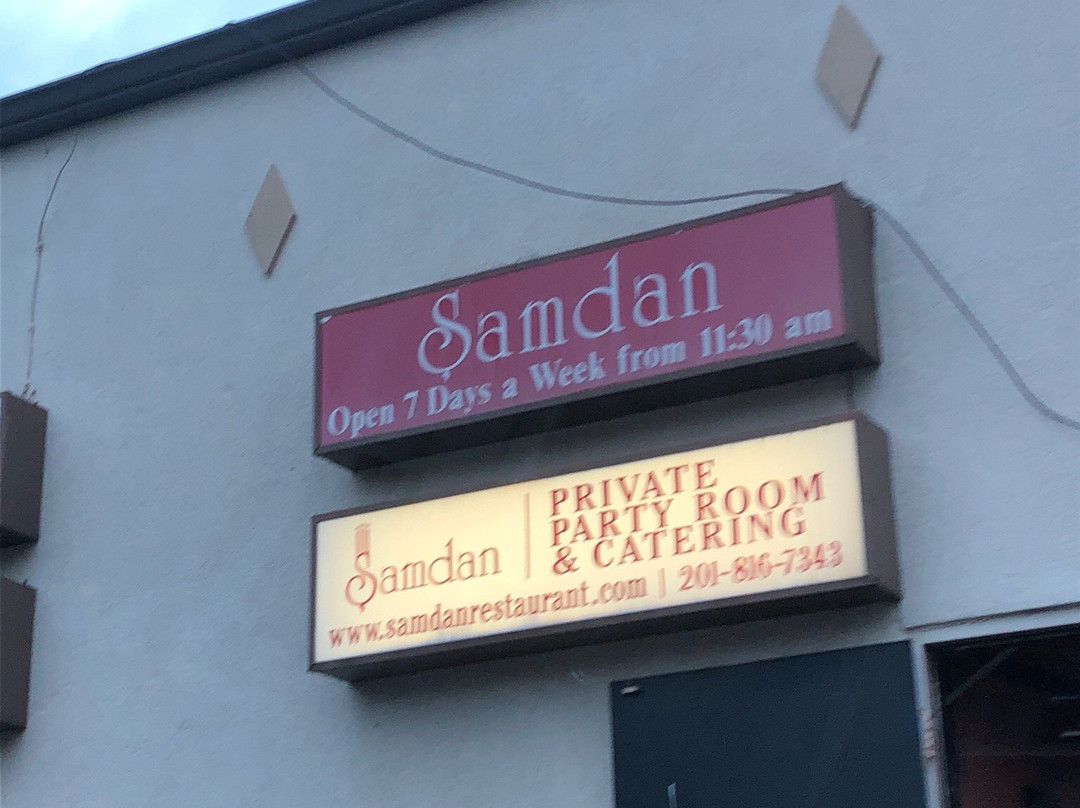 Şamdan
Open 7 Days a Week from 11:30 am
Şamdan
PRIVATE
PARTY ROOM
& CATERING
www.samdanrestaurant.com | 201-816-7343